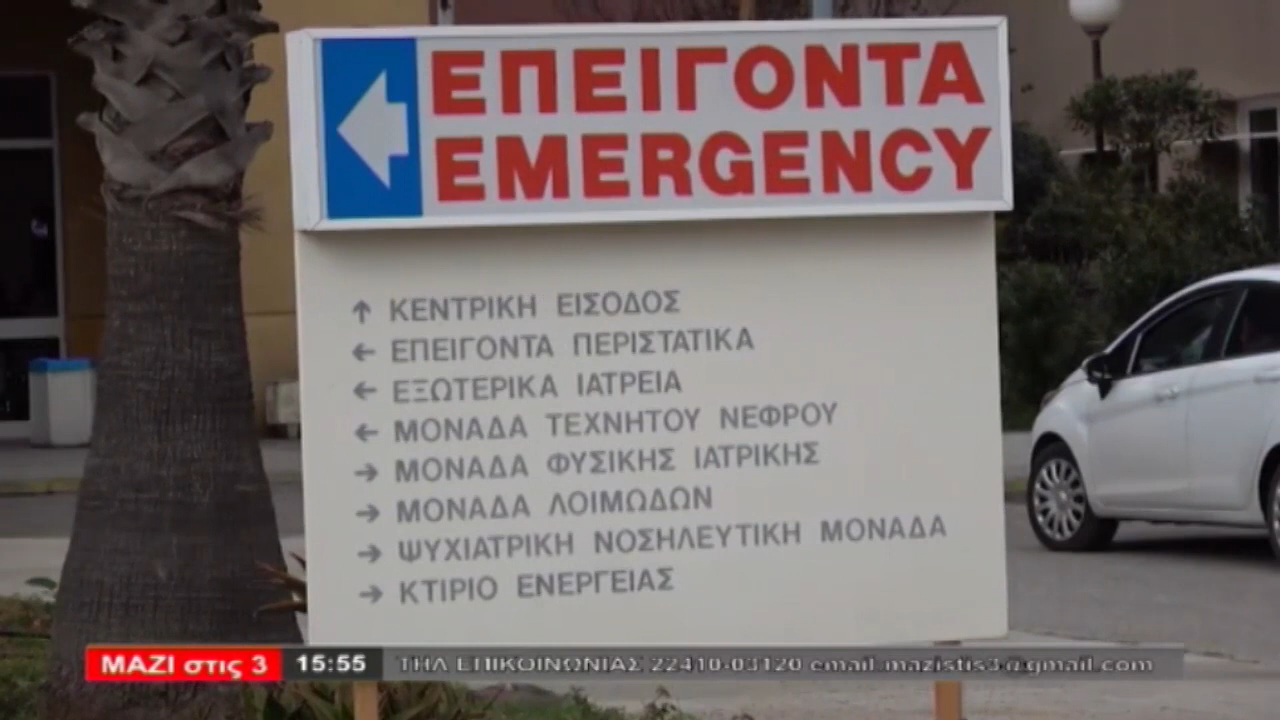 ΕΠΕΙΓΟΝΤΑ
EMERGENCY
↑ ΚΕΝΤΡΙΚΗ ΕΙΣΟΔΟΣ
← ΕΠΕΙΓΟΝΤΑ ΠΕΡΙΣΤΑΤΙΚΑ
← ΕΞΩΤΕΡΙΚΑ ΙΑΤΡΕΙΑ
← ΜΟΝΑΔΑ ΤΕΧΝΗΤΟΥ ΝΕΦΡΟΥ
→ ΜΟΝΑΔΑ ΦΥΣΙΚΗΣ ΙΑΤΡΙΚΗΣ
→ ΜΟΝΑΔΑ ΛΟΙΜΩΔΩΝ
→ ΨΥΧΙΑΤΡΙΚΗ ΝΟΣΗΛΕΥΤΙΚΗ ΜΟΝΑΔΑ
→ ΚΤΙΡΙΟ ΕΝΕΡΓΕΙΑΣ
ΜΑΖΙ στις 3 15:55 ΤΗΛ ΕΠΙΚΟΙΝΩΝΙΑΣ 22410-03120 email mazistis3@gmail.com